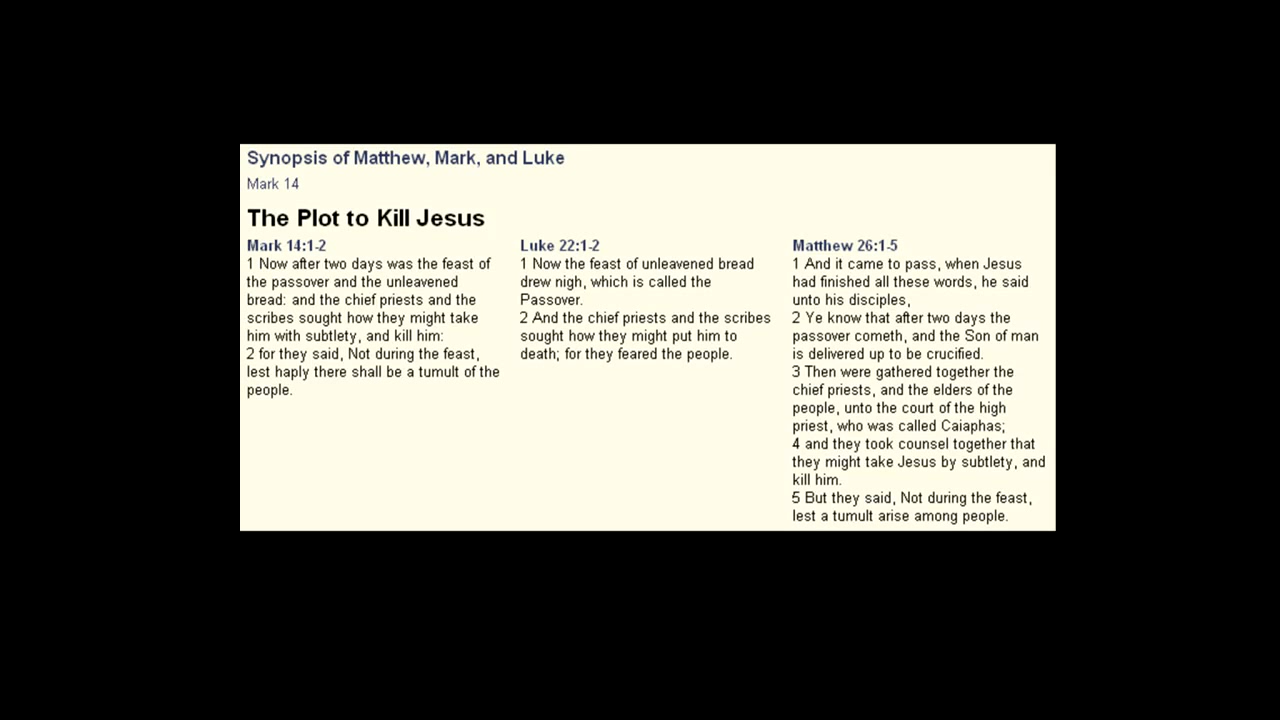 Synopsis of Matthew, Mark, and Luke
Mark 14
The Plot to Kill Jesus
Mark 14:1-2
1 Now after two days was the feast of
the passover and the unleavened
bread: and the chief priests and the
scribes sought how they might take
him with subtlety, and kill him:
2 for they said, Not during the feast,
lest haply there shall be a tumult of the
people.
Luke 22:1-2
1 Now the feast of unleavened bread
drew nigh, which is called the
Passover.
2 And the chief priests and the scribes
sought how they might put him to
death; for they feared the people.
Matthew 26:1-5
1 And it came to pass, when Jesus
had finished all these words, he said
unto his disciples,
2 Ye know that after two days the
passover cometh, and the Son of man
is delivered up to be crucified.
3 Then were gathered together the
chief priests, and the elders of the
people, unto the court of the high
priest, who was called Caiaphas;
4 and they took counsel together that
they might take Jesus by subtlety, and
kill him.
5 But they said, Not during the feast,
lest a tumult arise among people.